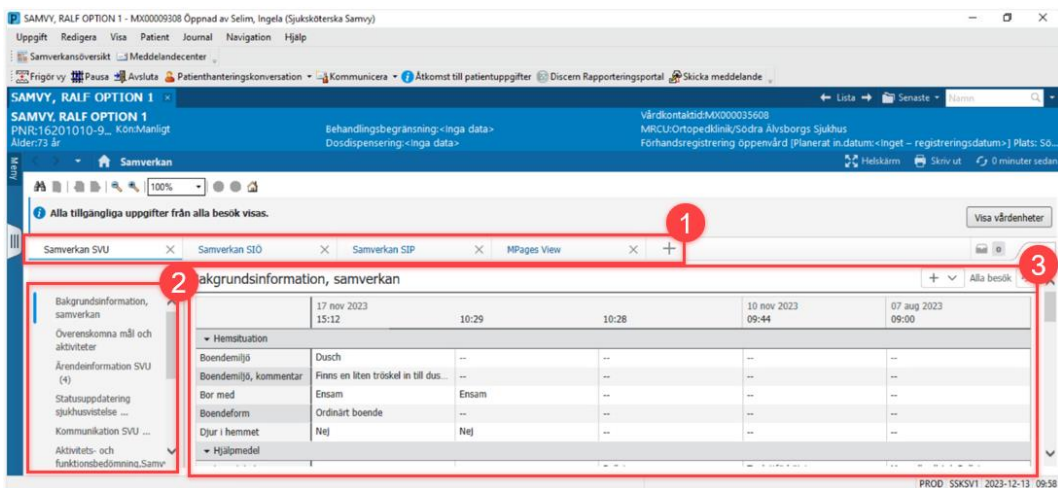 SAMVY, RALF OPTION 1 - MX00009308 Öppnad av Selim, Ingela (Sjuksköterska Samvy)
Uppgift Redigera Visa Patient Journal Navigation Hjälp
Samverkansöversikt Meddelandecenter
Frigör vy Pausa Avsluta Patienthanteringskonversation Kommunicera Åtkomst till patientuppgifter Discern Rapporteringsportal Skicka meddelande
SAMVY, RALF OPTION 1 Lista Senaste Namn
SAMVY, RALF OPTION 1 Vårdkontaktid:MX000035608
PNR:16201010-9... Kön:Manligt Behandlingsbegränsning:<Inga data> MRCU:Ortopedklinik/Södra Älvsborgs Sjukhus
Ålder:73 år Dosdispensering:<Inga data> Förhandsregistrering öppenvård [Planerat in.datum:<Inget – registreringsdatum>] Plats: Sö...
Meny Samverkan Helskärm Skriv ut 0 minuter sedan
100%
Alla tillgängliga uppgifter från alla besök visas. Visa vårdenheter
1
Samverkan SVU Samverkan SIÖ Samverkan SIP MPages View 0
2 Bakgrundsinformation, samverkan Alla besök 3
Bakgrundsinformation, samverkan
Överenskomna mål och aktiviteter
Ärendeinformation SVU (4)
Statusuppdatering sjukhusvistelse ...
Kommunikation SVU ...
Aktivitets- och funktionsbedömning,Samv
17 nov 2023 10 nov 2023 07 aug 2023
15:12 10:29 10:28 09:44 09:00
Hemsituation
Boendemiljö Dusch -- -- -- --
Boendemiljö, kommentar Finns en liten tröskel in till dus... -- -- -- --
Bor med Ensam Ensam -- -- --
Boendeform Ordinärt boende -- -- -- --
Djur i hemmet Nej Nej -- -- --
Hjälpmedel
PROD SSKSV1 2023-12-13 09:58